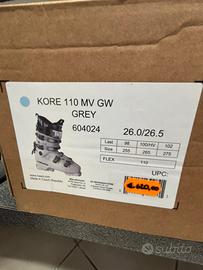 KORE 110 MV GW
GREY
604024
26.0/26.5
Last 98 100/HV 102
Size 255 265 275
FLEX 110
UPC:
€ 620,00
subito